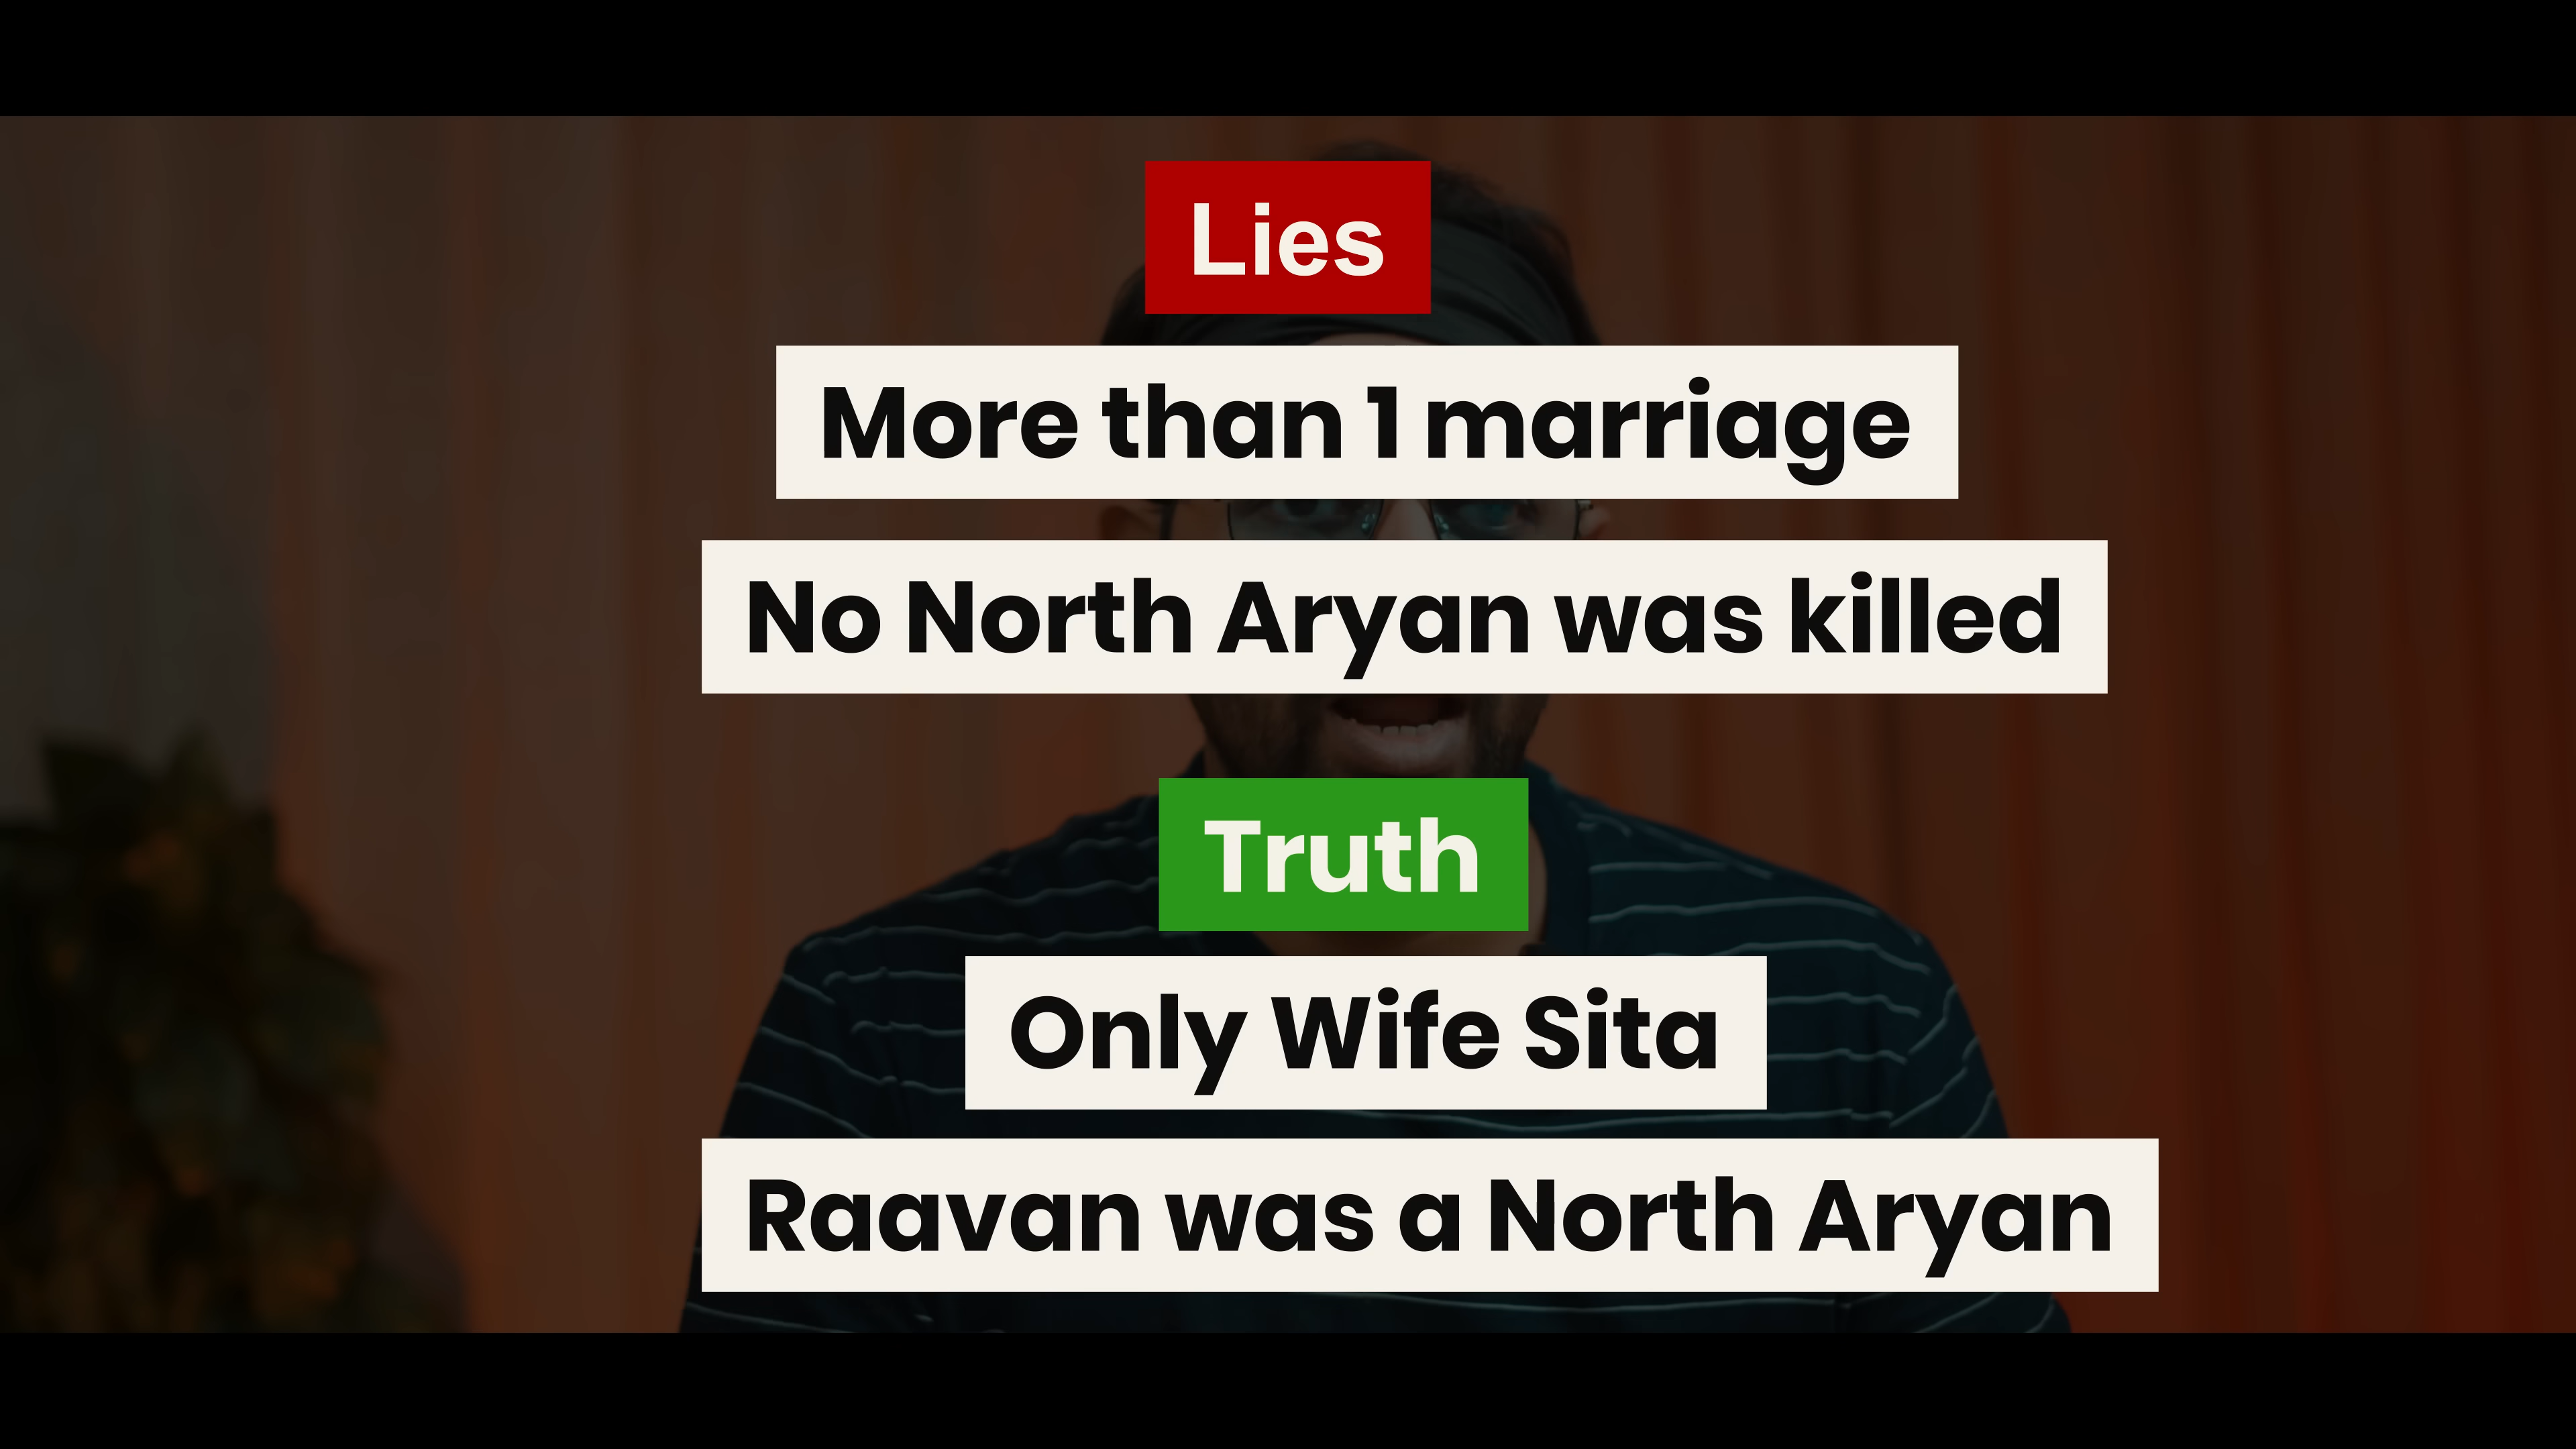 Lies
More than 1 marriage
No North Aryan was killed
Truth
Only Wife Sita
Raavan was a North Aryan